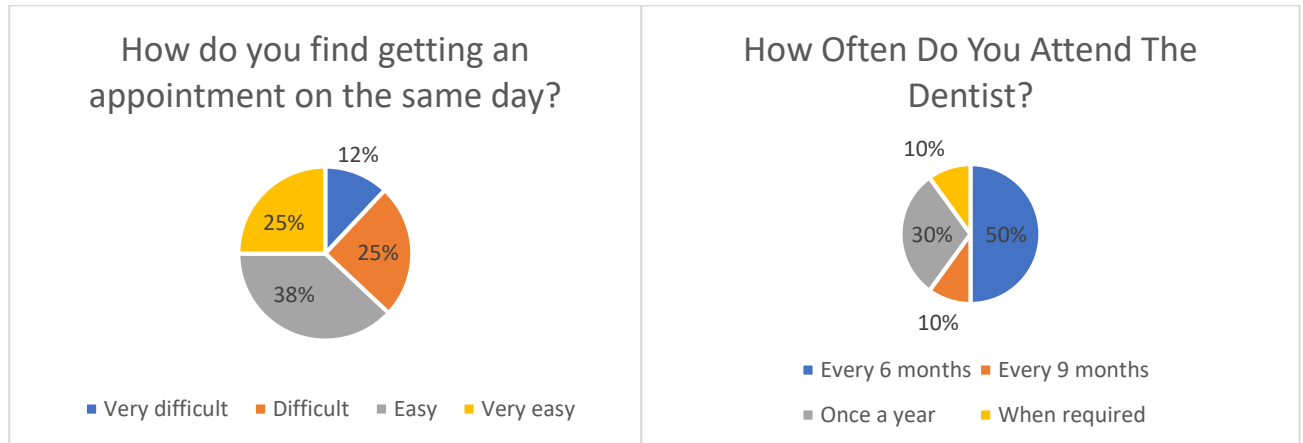 How do you find getting an
appointment on the same day?
12%
25%
25%
38%
Very difficult Difficult Easy Very easy
How Often Do You Attend The
Dentist?
10%
30% 50%
10%
Every 6 months Every 9 months
Once a year When required